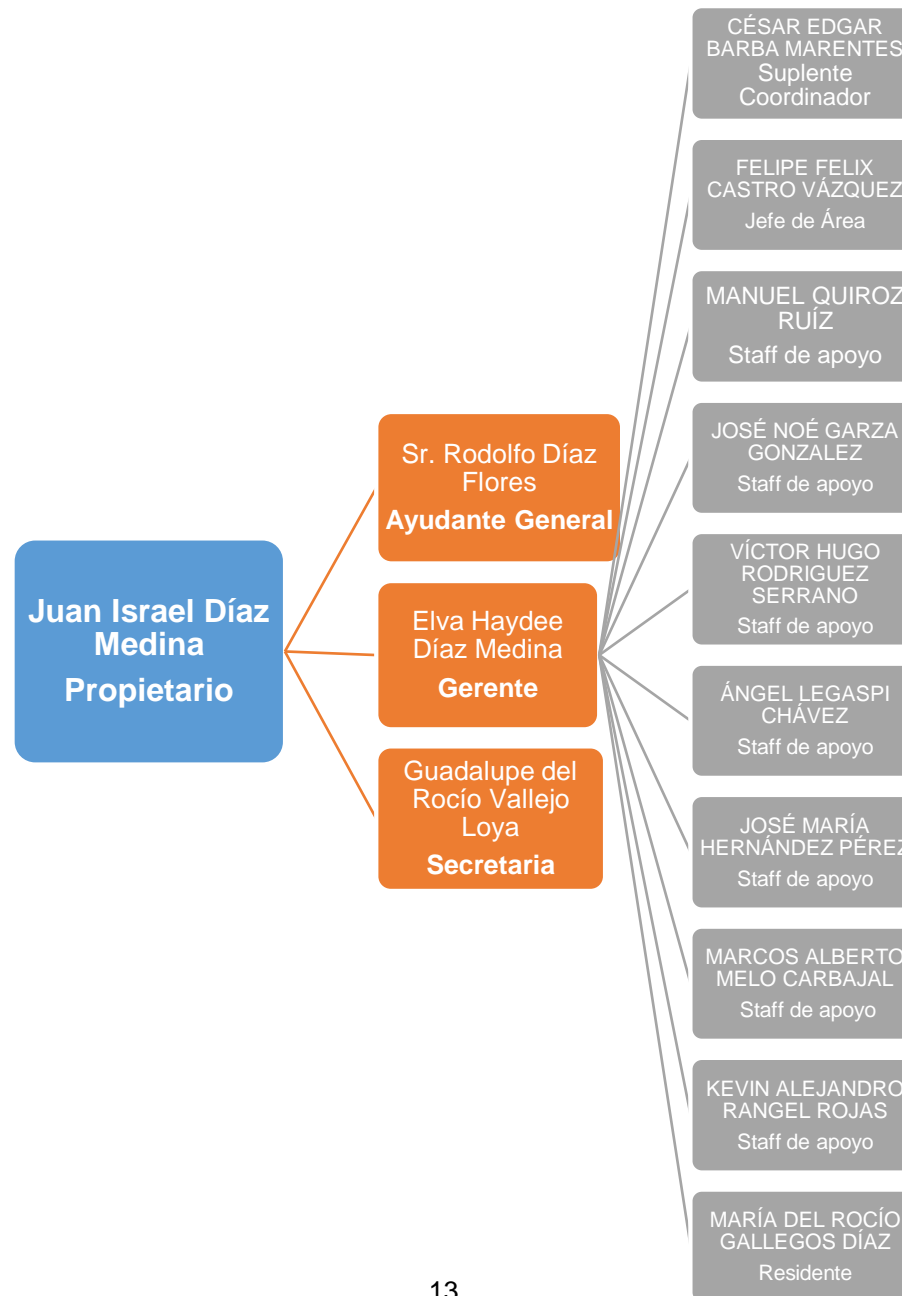 Juan Israel Díaz
Medina
Propietario
Sr. Rodolfo Díaz
Flores
Ayudante General
Elva Haydee
Díaz Medina
Gerente
Guadalupe del
Rocío Vallejo
Loya
Secretaria
CÉSAR EDGAR
BARBA MARENTES
Suplente
Coordinador
FELIPE FELIX
CASTRO VÁZQUEZ
Jefe de Área
MANUEL QUIROZ
RUÍZ
Staff de apoyo
JOSÉ NOÉ GARZA
GONZALEZ
Staff de apoyo
VÍCTOR HUGO
RODRIGUEZ
SERRANO
Staff de apoyo
ÁNGEL LEGASPI
CHÁVEZ
Staff de apoyo
JOSÉ MARÍA
HERNÁNDEZ PÉREZ
Staff de apoyo
MARCOS ALBERTO
MELO CARBAJAL
Staff de apoyo
KEVIN ALEJANDRO
RANGEL ROJAS
Staff de apoyo
MARÍA DEL ROCÍO
GALLEGOS DÍAZ
Residente
13